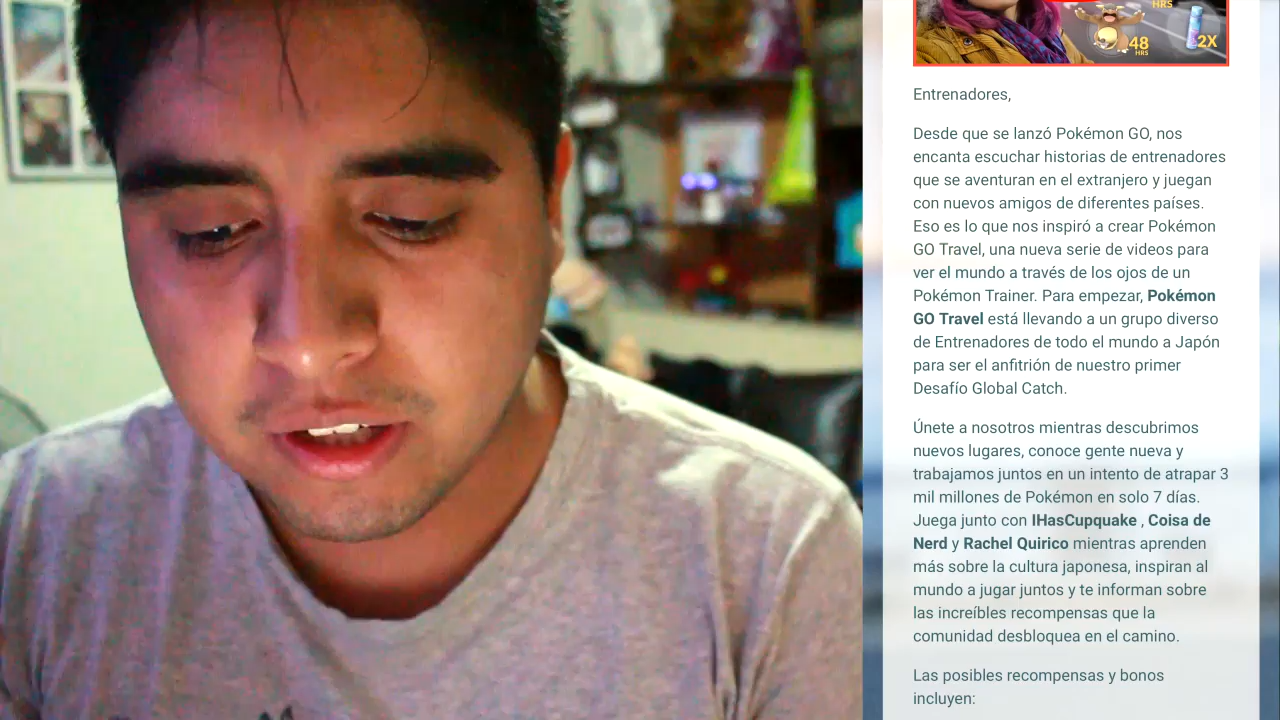 HRS
48
HRS
2X
Entrenadores,
Desde que se lanzó Pokémon GO, nos
encanta escuchar historias de entrenadores
que se aventuran en el extranjero y juegan
con nuevos amigos de diferentes países.
Eso es lo que nos inspiró a crear Pokémon
GO Travel, una nueva serie de videos para
ver el mundo a través de los ojos de un
Pokémon Trainer. Para empezar, Pokémon
GO Travel está llevando a un grupo diverso
de Entrenadores de todo el mundo a Japón
para ser el anfitrión de nuestro primer
Desafío Global Catch.
Únete a nosotros mientras descubrimos
nuevos lugares, conoce gente nueva y
trabajamos juntos en un intento de atrapar 3
mil millones de Pokémon en solo 7 días.
Juega junto con IHasCupquake , Coisa de
Nerd y Rachel Quirico mientras aprenden
más sobre la cultura japonesa, inspiran al
mundo a jugar juntos y te informan sobre
las increíbles recompensas que la
comunidad desbloquea en el camino.
Las posibles recompensas y bonos
incluyen: